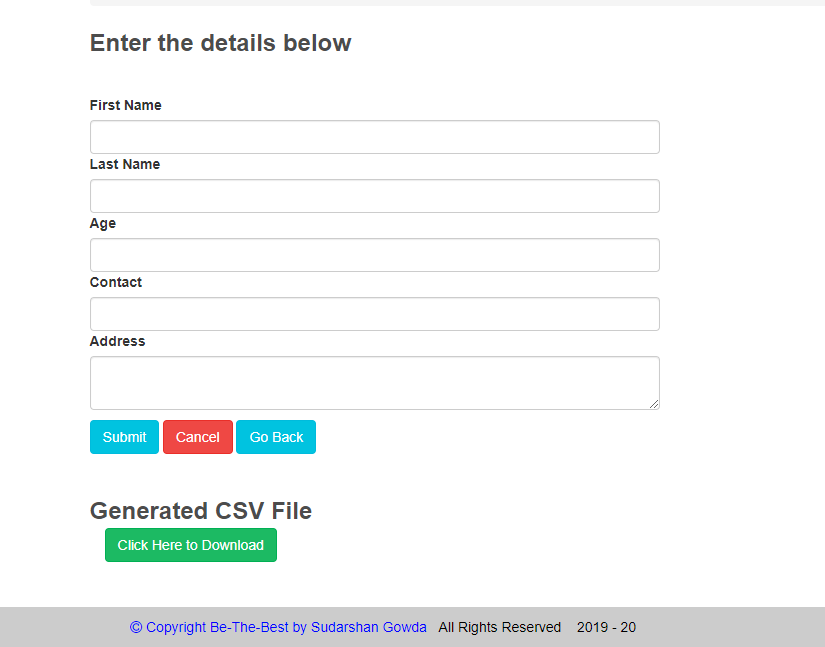 Enter the details below
First Name
Last Name
Age
Contact
Address
Submit Cancel Go Back
Generated CSV File
Click Here to Download
© Copyright Be-The-Best by Sudarshan Gowda All Rights Reserved 2019 - 20